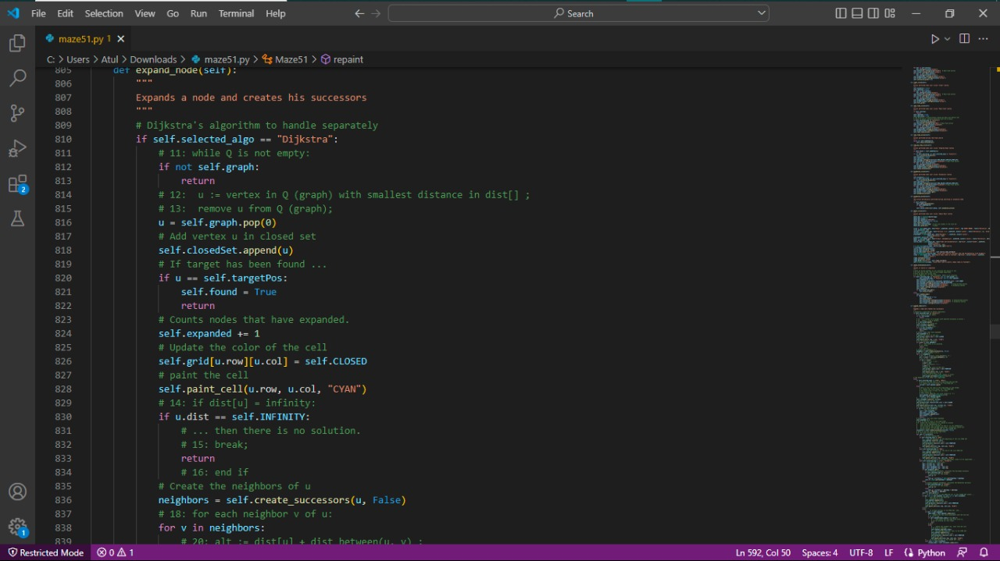 File Edit Selection View Go Run Terminal Help Search
maze51.py 1
C: > Users > Atul > Downloads > maze51.py > Maze51 > repaint
805 def expand_node(self):
806 """
807 Expands a node and creates his successors
808 """
809 # Dijkstra's algorithm to handle separately
810 if self.selected_algo == "Dijkstra":
811 # 11: while Q is not empty:
812 if not self.graph:
813 return
814 # 12:  u := vertex in Q (graph) with smallest distance in dist[] ;
815 # 13:  remove u from Q (graph);
816 u = self.graph.pop(0)
817 # Add vertex u in closed set
818 self.closedSet.append(u)
819 # If target has been found ...
820 if u == self.targetPos:
821 self.found = True
822 return
823 # Counts nodes that have expanded.
824 self.expanded += 1
825 # Update the color of the cell
826 self.grid[u.row][u.col] = self.CLOSED
827 # paint the cell
828 self.paint_cell(u.row, u.col, "CYAN")
829 # 14: if dist[u] = infinity:
830 if u.dist == self.INFINITY:
831 # ... then there is no solution.
832 # 15: break;
833 return
834 # 16: end if
835 # Create the neighbors of u
836 neighbors = self.create_successors(u, False)
837 # 18: for each neighbor v of u:
838 for v in neighbors:
839 # 20: alt := dist[u] + dist_between(u, v) ;
2
1
Restricted Mode 0 1 Ln 592, Col 50 Spaces: 4 UTF-8 LF Python